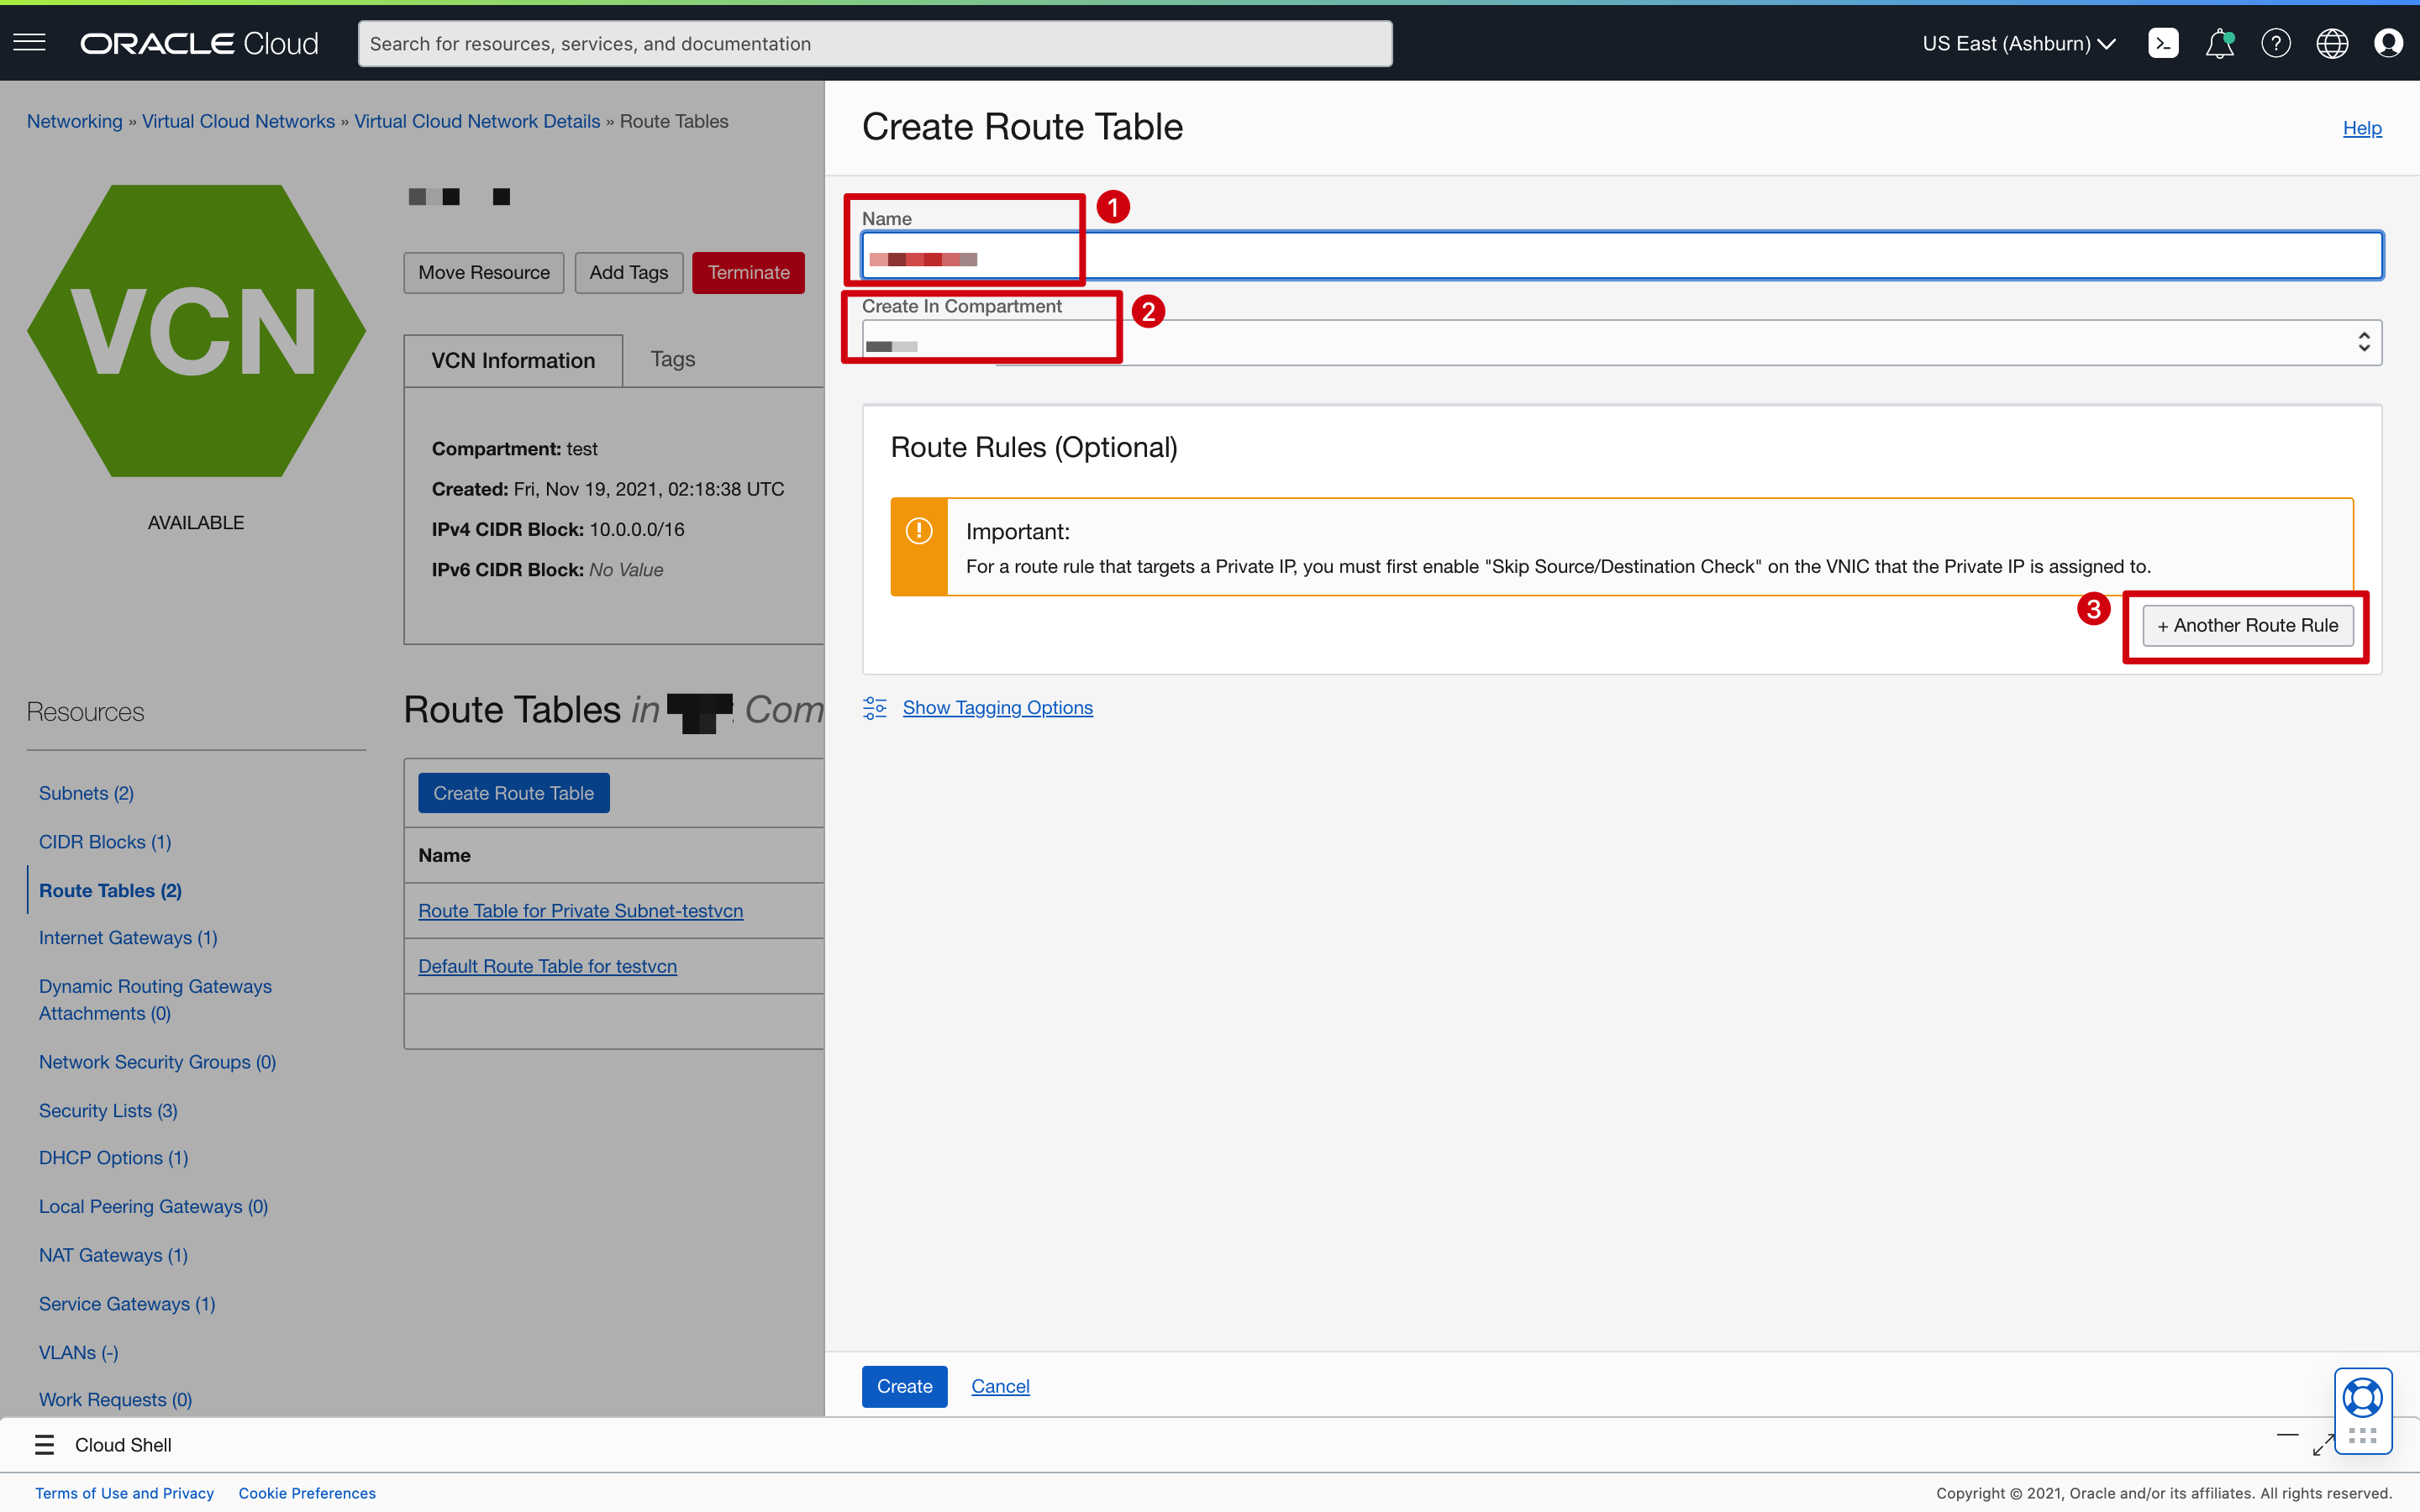 ORACLE Cloud
Search for resources, services, and documentation
US East (Ashburn)
Networking » Virtual Cloud Networks » Virtual Cloud Network Details » Route Tables
VCN
AVAILABLE
Move Resource
Add Tags
Terminate
VCN Information
Tags
Compartment: test
Created: Fri, Nov 19, 2021, 02:18:38 UTC
IPv4 CIDR Block: 10.0.0.0/16
IPv6 CIDR Block: No Value
Resources
Subnets (2)
CIDR Blocks (1)
Route Tables (2)
Internet Gateways (1)
Dynamic Routing Gateways
Attachments (0)
Network Security Groups (0)
Security Lists (3)
DHCP Options (1)
Local Peering Gateways (0)
NAT Gateways (1)
Service Gateways (1)
VLANs (-)
Work Requests (0)
Route Tables in Com
Create Route Table
Name
Route Table for Private Subnet-testvcn
Default Route Table for testvcn
Create Route Table
Help
Name
1
Create In Compartment
2
Route Rules (Optional)
Important:
For a route rule that targets a Private IP, you must first enable "Skip Source/Destination Check" on the VNIC that the Private IP is assigned to.
3
+ Another Route Rule
Show Tagging Options
Create
Cancel
Cloud Shell
Terms of Use and Privacy
Cookie Preferences
Copyright © 2021, Oracle and/or its affiliates. All rights reserved.